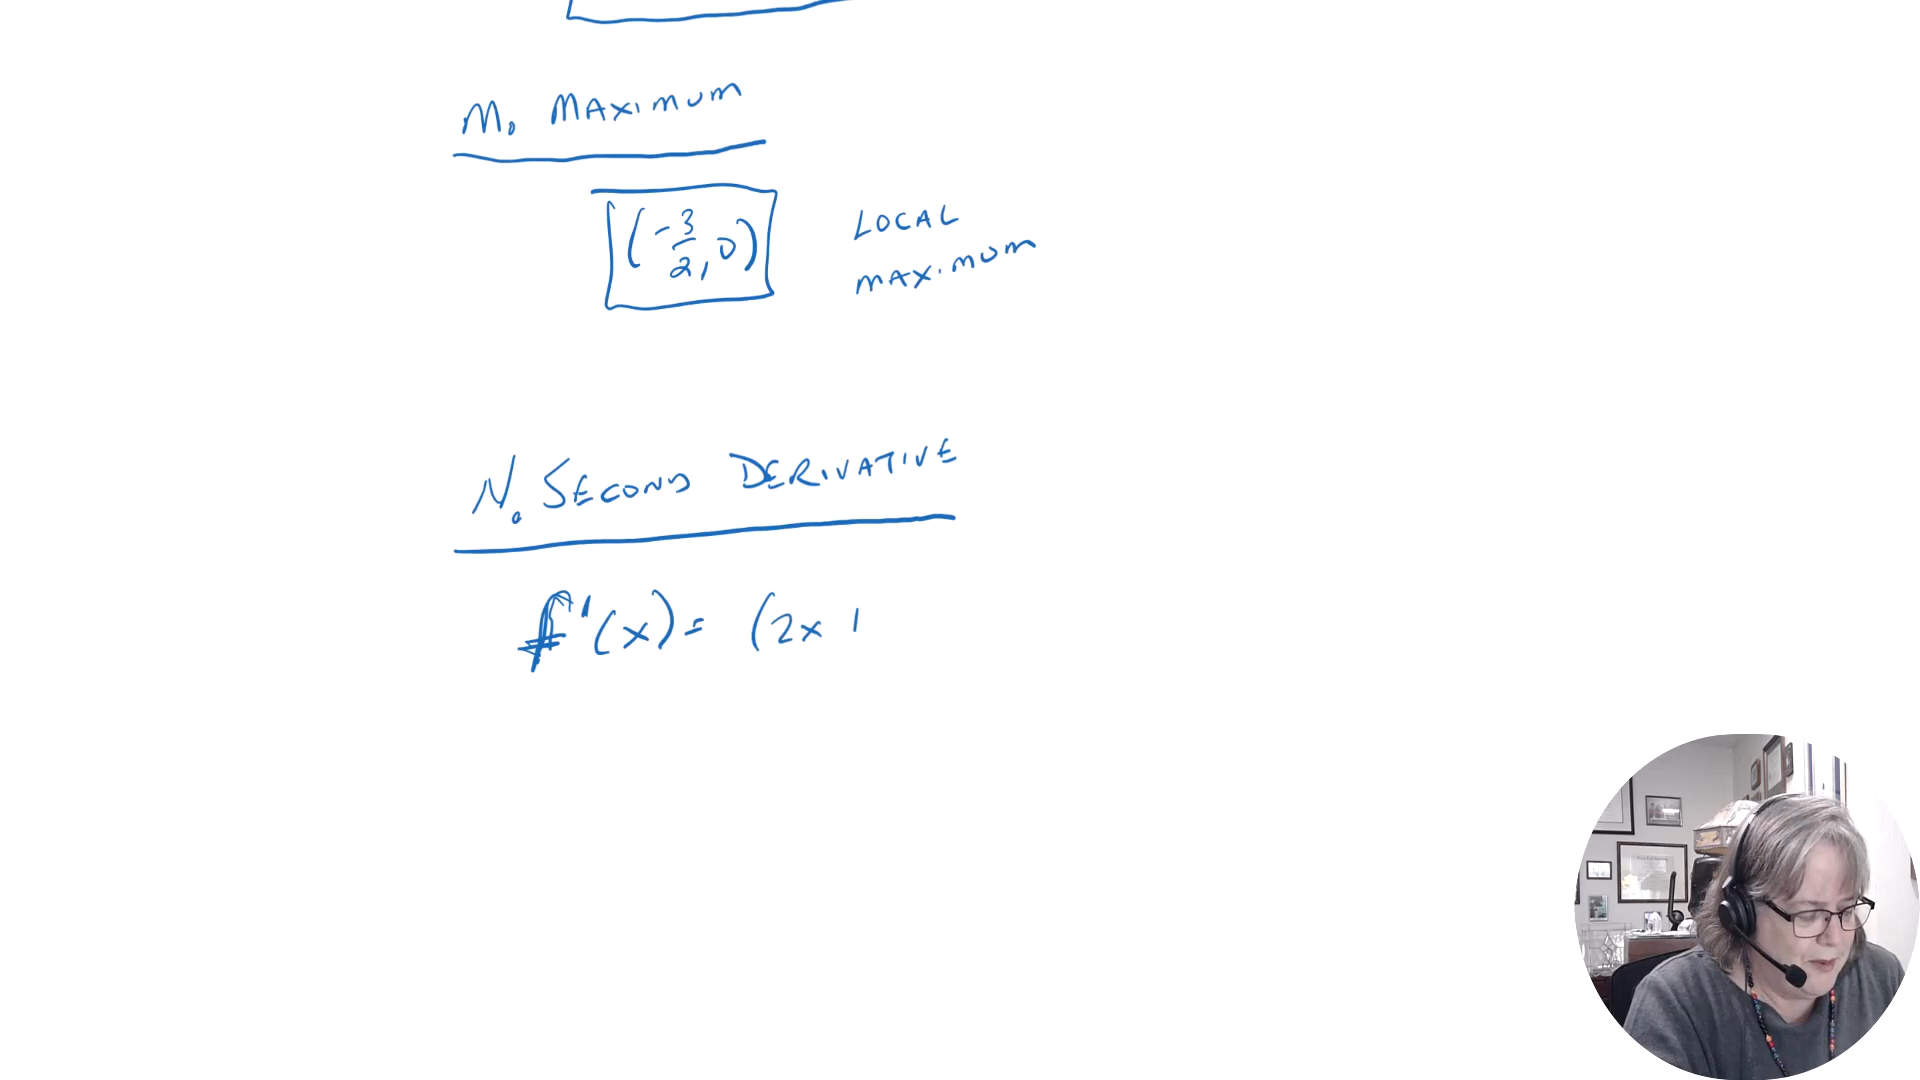 M. MAXIMUM
(-3/2, 0)
LOCAL
MAXIMUM
N. SECOND DERIVATIVE
f'(x) = (2x